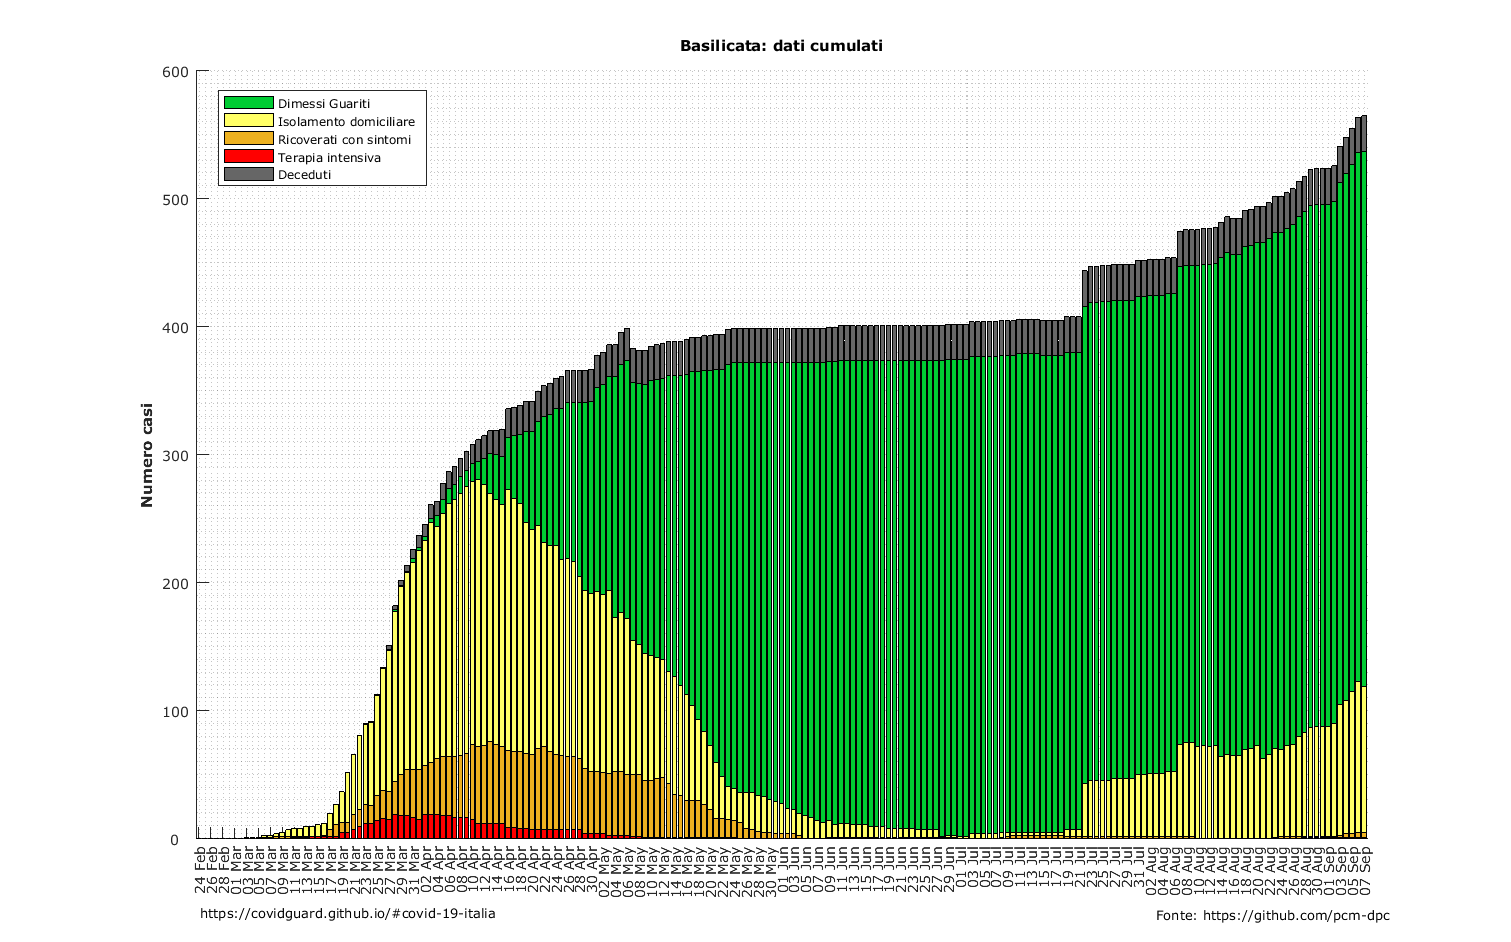 Basilicata: dati cumulati
600
500
400
300
200
100
0
Numero casi
Dimessi Guariti
Isolamento domiciliare
Ricoverati con sintomi
Terapia intensiva
Deceduti
24 Feb
26 Feb
28 Feb
01 Mar
03 Mar
05 Mar
07 Mar
09 Mar
11 Mar
13 Mar
15 Mar
17 Mar
19 Mar
21 Mar
23 Mar
25 Mar
27 Mar
29 Mar
31 Mar
02 Apr
04 Apr
06 Apr
08 Apr
10 Apr
12 Apr
14 Apr
16 Apr
18 Apr
20 Apr
22 Apr
24 Apr
26 Apr
28 Apr
30 Apr
02 May
04 May
06 May
08 May
10 May
12 May
14 May
16 May
18 May
20 May
22 May
24 May
26 May
28 May
30 May
01 Jun
03 Jun
05 Jun
07 Jun
09 Jun
11 Jun
13 Jun
15 Jun
17 Jun
19 Jun
21 Jun
23 Jun
25 Jun
27 Jun
29 Jun
01 Jul
03 Jul
05 Jul
07 Jul
09 Jul
11 Jul
13 Jul
15 Jul
17 Jul
19 Jul
21 Jul
23 Jul
25 Jul
27 Jul
29 Jul
31 Jul
02 Aug
04 Aug
06 Aug
08 Aug
10 Aug
12 Aug
14 Aug
16 Aug
18 Aug
20 Aug
22 Aug
24 Aug
26 Aug
28 Aug
30 Aug
01 Sep
03 Sep
05 Sep
07 Sep
https://covidguard.github.io/#covid-19-italia
Fonte: https://github.com/pcm-dpc